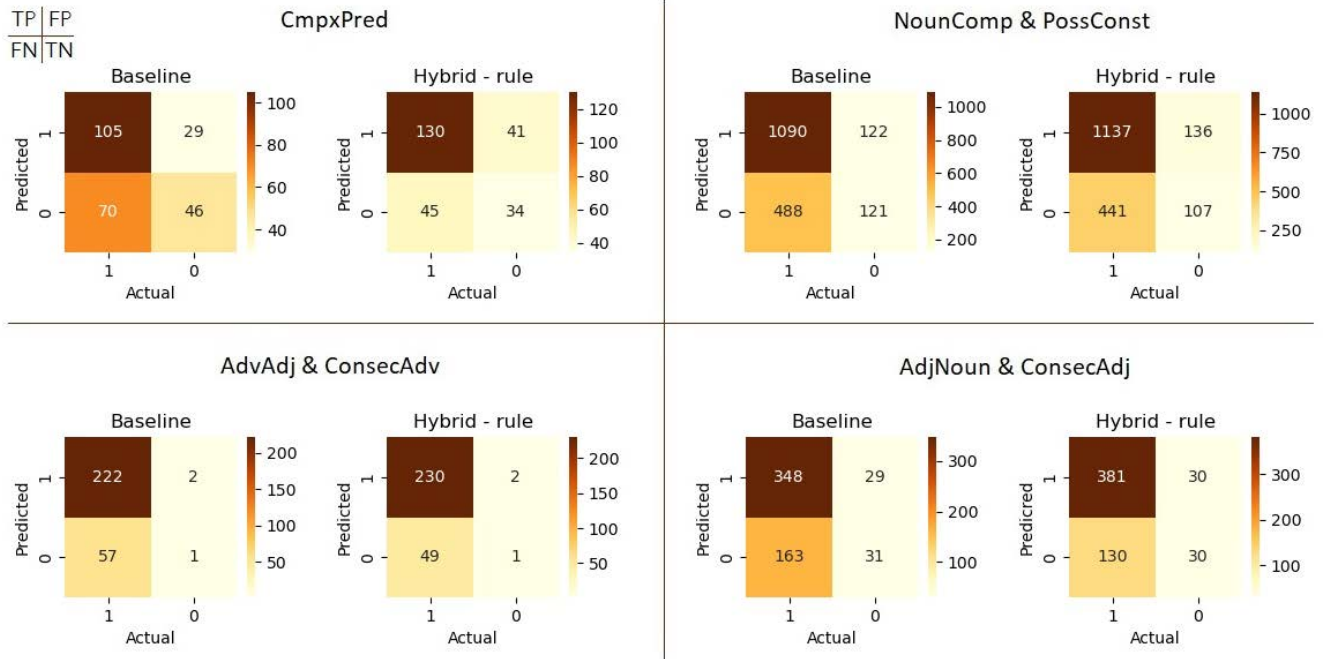 TP FP
FN TN
CmpxPred
Baseline
Predicted
1
0
105 29
70 46
1 0
Actual
100
80
60
40
Hybrid - rule
Predicted
1
0
130 41
45 34
1 0
Actual
120
100
80
60
40
NounComp & PossConst
Baseline
Predicted
1
0
1090 122
488 121
1 0
Actual
1000
800
600
400
200
Hybrid - rule
Predicted
1
0
1137 136
441 107
1 0
Actual
1000
750
500
250
AdvAdj & ConsecAdv
Baseline
Predicted
1
0
222 2
57 1
1 0
Actual
200
150
100
50
Hybrid - rule
Predicted
1
0
230 2
49 1
1 0
Actual
200
150
100
50
AdjNoun & ConsecAdj
Baseline
Predicted
1
0
348 29
163 31
1 0
Actual
300
200
100
Hybrid - rule
Predicred
1
0
381 30
130 30
1 0
Actual
300
200
100